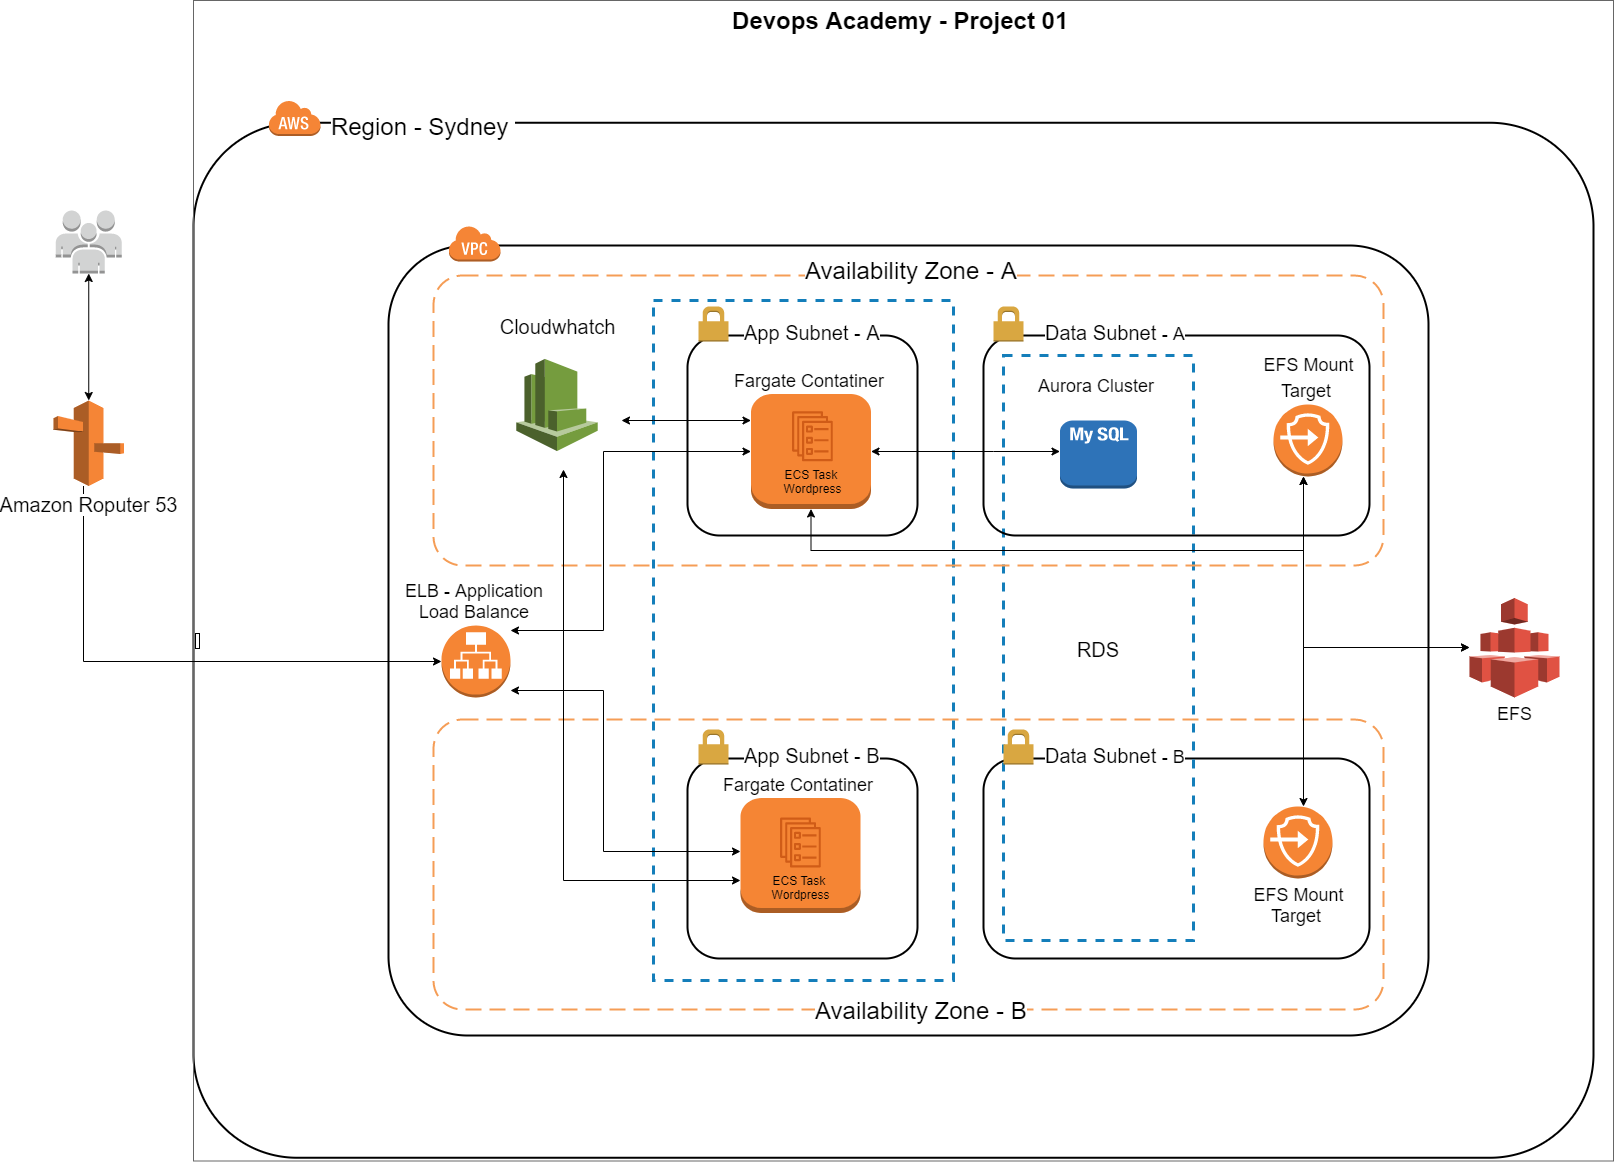 Devops Academy - Project 01
AWS
Region - Sydney
VPC
Availability Zone - A
Cloudwhatch
App Subnet - A
Data Subnet - A
Fargate Contatiner
Aurora Cluster
EFS Mount
Target
My SQL
ECS Task
Wordpress
Amazon Roputer 53
ELB - Application
Load Balance
RDS
EFS
App Subnet - B
Data Subnet - B
Fargate Contatiner
ECS Task
Wordpress
EFS Mount
Target
Availability Zone - B